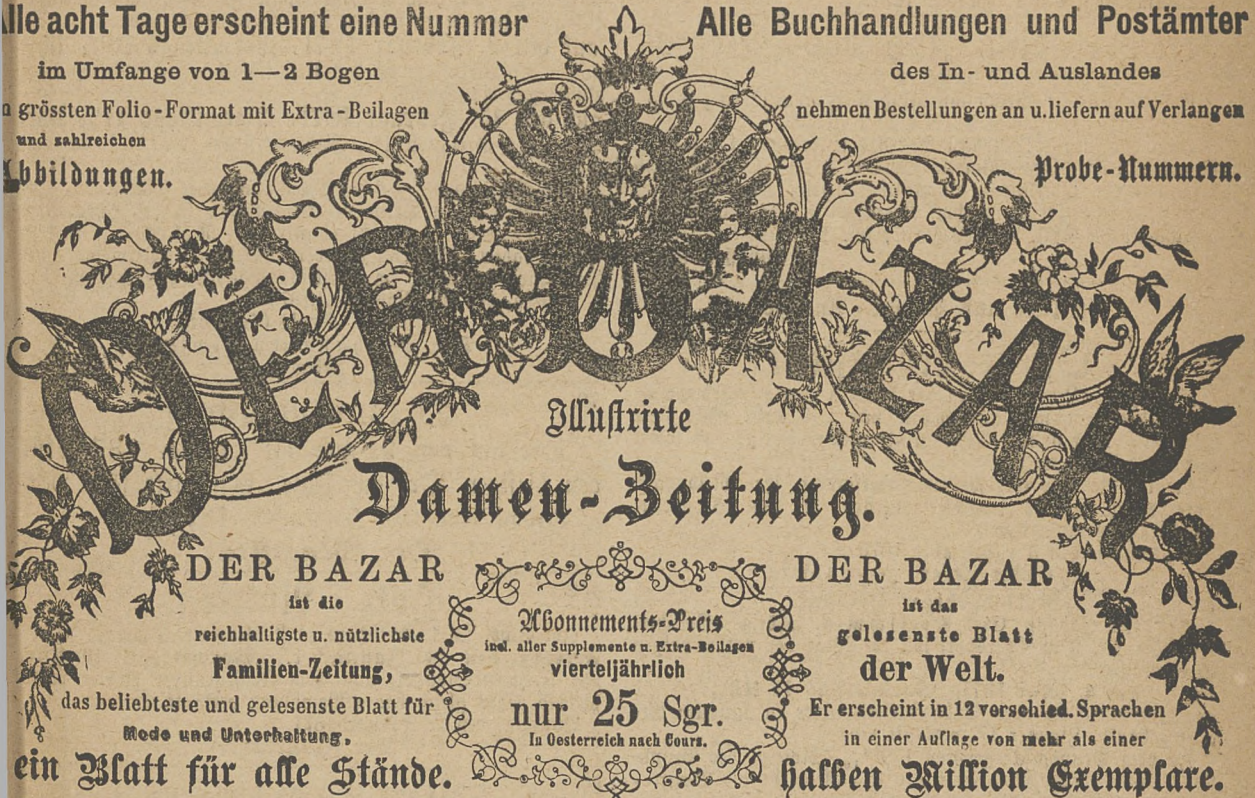 Alle acht Tage erscheint eine Nummer
im Umfange von 1—2 Bogen
grössten Folio-Format mit Extra-Beilagen
und zahlreichen
Abbildungen.
Alle Buchhandlungen und Postämter
des In- und Auslandes
nehmen Bestellungen an u. liefern auf Verlangen
Probe-Nummern.
DER BAZAR
Illustrirte
Damen-Zeitung.
DER BAZAR
ist die
reichhaltigste u. nützlichste
Familien-Zeitung,
das beliebteste und gelesenste Blatt für
Mode und Unterhaltung,
ein Blatt für alle Stände.
Abonnements-Preis
incl. aller Supplemente u. Extra-Beilagen
vierteljährlich
nur 25 Sgr.
In Oesterreich nach Cours.
DER BAZAR
ist das
gelesenste Blatt
der Welt.
Er erscheint in 12 verschied. Sprachen
in einer Auflage von mehr als einer
halben Million Exemplare.